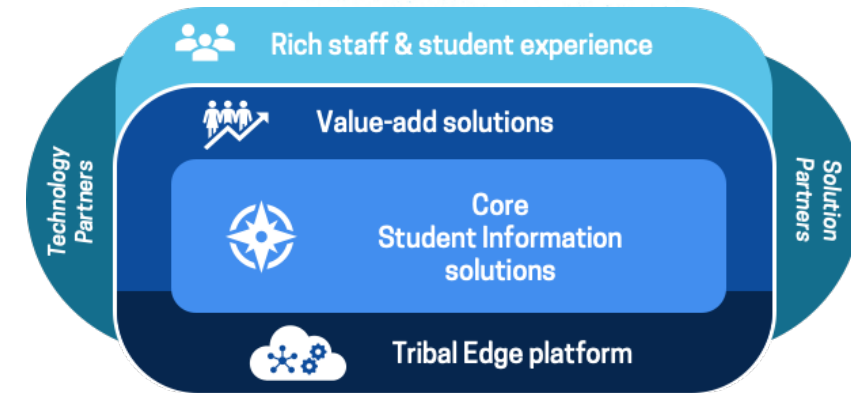 Rich staff & student experience
Value-add solutions
Technology
Partners
Core
Student Information
solutions
Solution
Partners
Tribal Edge platform